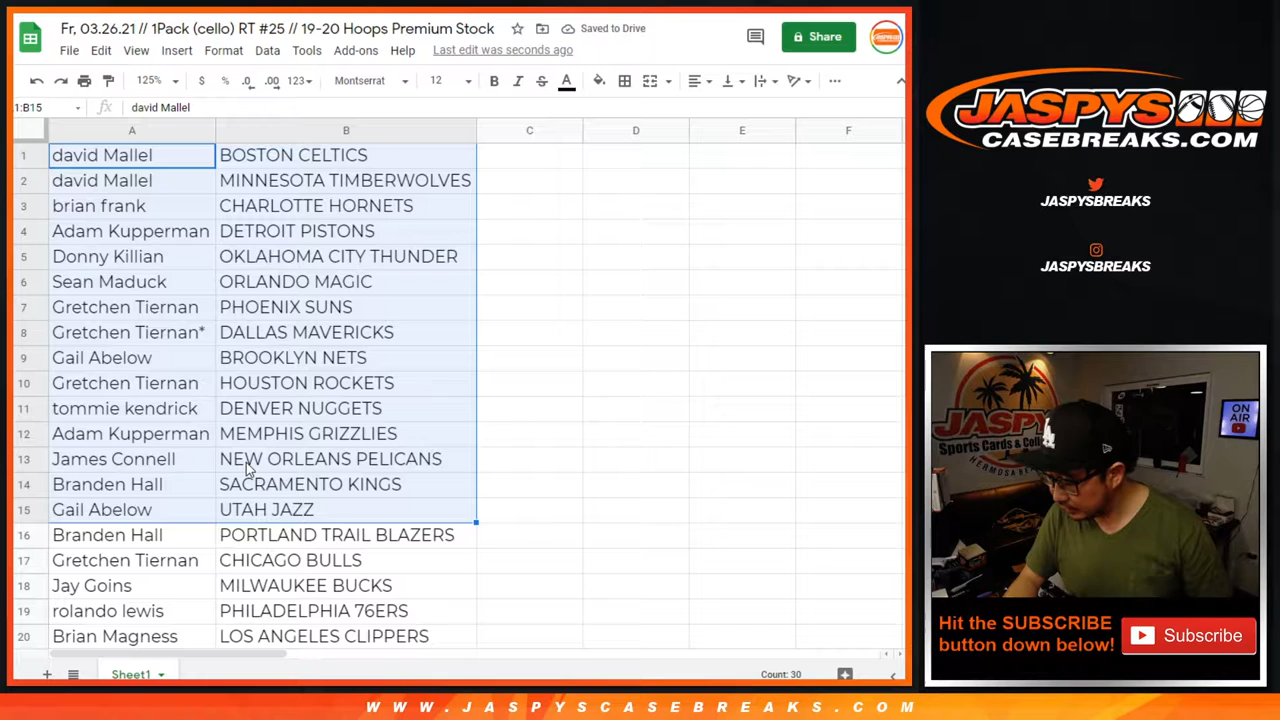 Fr, 03.26.21 // 1Pack (cello) RT #25 // 19-20 Hoops Premium Stock
Saved to Drive
Share
File Edit View Insert Format Data Tools Add-ons Help Last edit was seconds ago
125% $ % .0 .00 123 Montserrat 12 B I S A
1:B15 fx david Mallel
A B C D E F
1 david Mallel BOSTON CELTICS
2 david Mallel MINNESOTA TIMBERWOLVES
3 brian frank CHARLOTTE HORNETS
4 Adam Kupperman DETROIT PISTONS
5 Donny Killian OKLAHOMA CITY THUNDER
6 Sean Maduck ORLANDO MAGIC
7 Gretchen Tiernan PHOENIX SUNS
8 Gretchen Tiernan* DALLAS MAVERICKS
9 Gail Abelow BROOKLYN NETS
10 Gretchen Tiernan HOUSTON ROCKETS
11 tommie kendrick DENVER NUGGETS
12 Adam Kupperman MEMPHIS GRIZZLIES
13 James Connell NEW ORLEANS PELICANS
14 Branden Hall SACRAMENTO KINGS
15 Gail Abelow UTAH JAZZ
16 Branden Hall PORTLAND TRAIL BLAZERS
17 Gretchen Tiernan CHICAGO BULLS
18 Jay Goins MILWAUKEE BUCKS
19 rolando lewis PHILADELPHIA 76ERS
20 Brian Magness LOS ANGELES CLIPPERS
Sheet1
Count: 30
JASPYS
CASEBREAKS.COM
JASPYSBREAKS
JASPYSBREAKS
JASPY'S
Sports Cards & Coll
HERMOSA BE
ON AIR
Hit the SUBSCRIBE
button down below!
Subscribe
WWW.JASPYSCASEBREAKS.COM